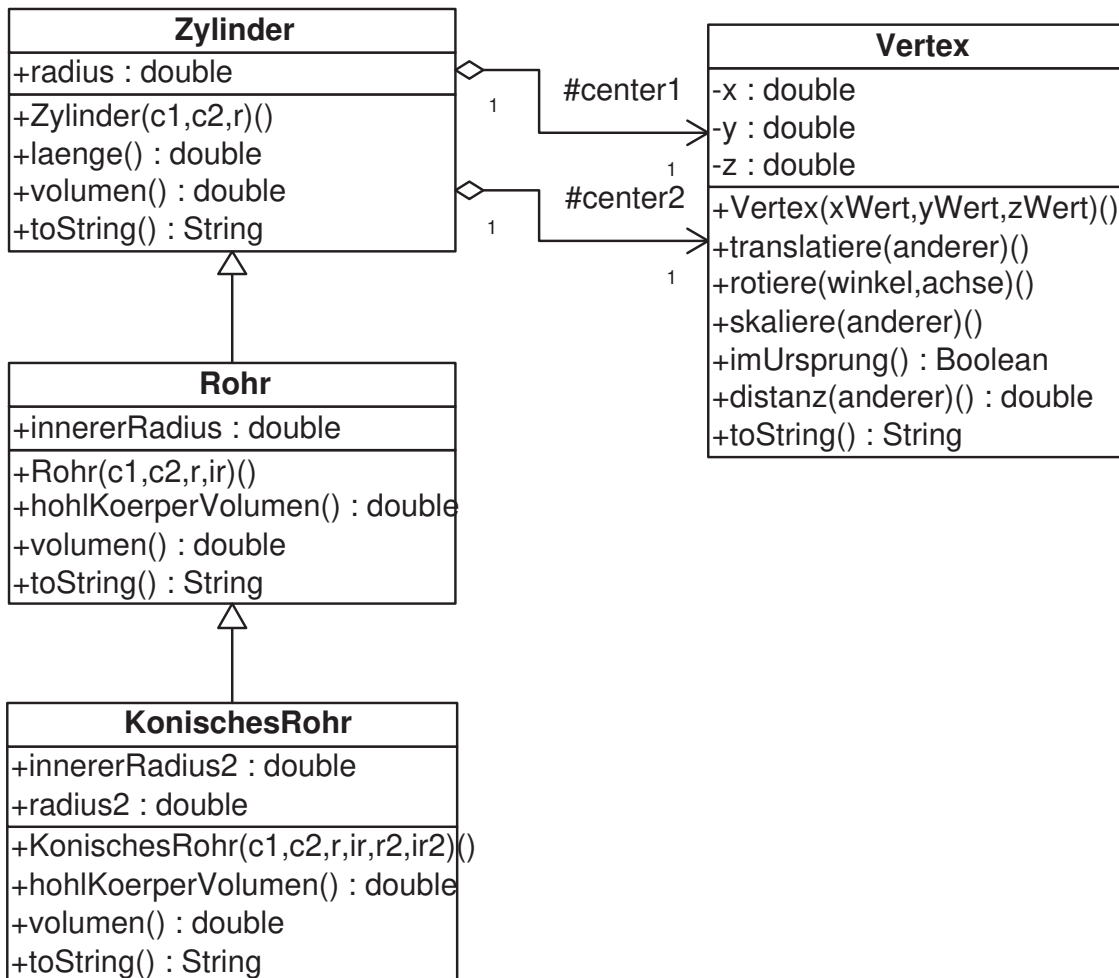 Zylinder
+radius : double
+Zylinder(c1,c2,r)()
+laenge() : double
+volumen() : double
+toString() : String
1
#center1
1
1
#center2
1
Vertex
-x : double
-y : double
-z : double
+Vertex(xWert,yWert,zWert)()
+translatiere(anderer)()
+rotiere(winkel,achse)()
+skaliere(anderer)()
+imUrsprung() : Boolean
+distanz(anderer)() : double
+toString() : String
Rohr
+innererRadius : double
+Rohr(c1,c2,r,ir)()
+hohlKoerperVolumen() : double
+volumen() : double
+toString() : String
KonischesRohr
+innererRadius2 : double
+radius2 : double
+KonischesRohr(c1,c2,r,ir,r2,ir2)()
+hohlKoerperVolumen() : double
+volumen() : double
+toString() : String